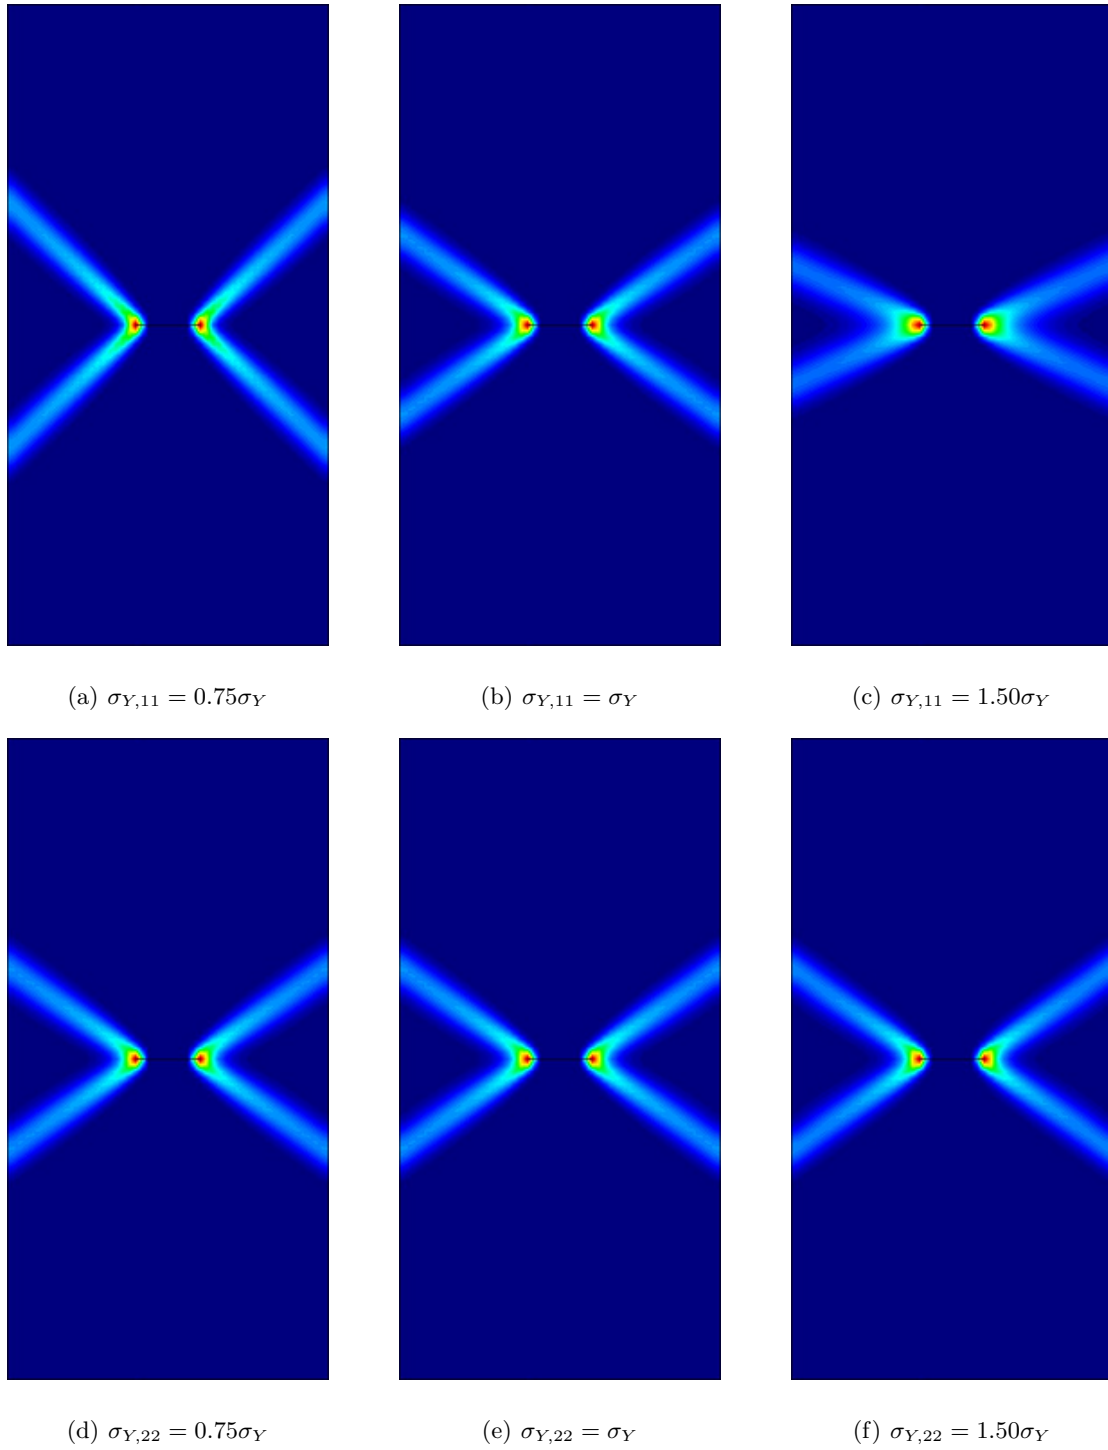 (a) σ_{Y,11} = 0.75σ_Y
(b) σ_{Y,11} = σ_Y
(c) σ_{Y,11} = 1.50σ_Y
(d) σ_{Y,22} = 0.75σ_Y
(e) σ_{Y,22} = σ_Y
(f) σ_{Y,22} = 1.50σ_Y